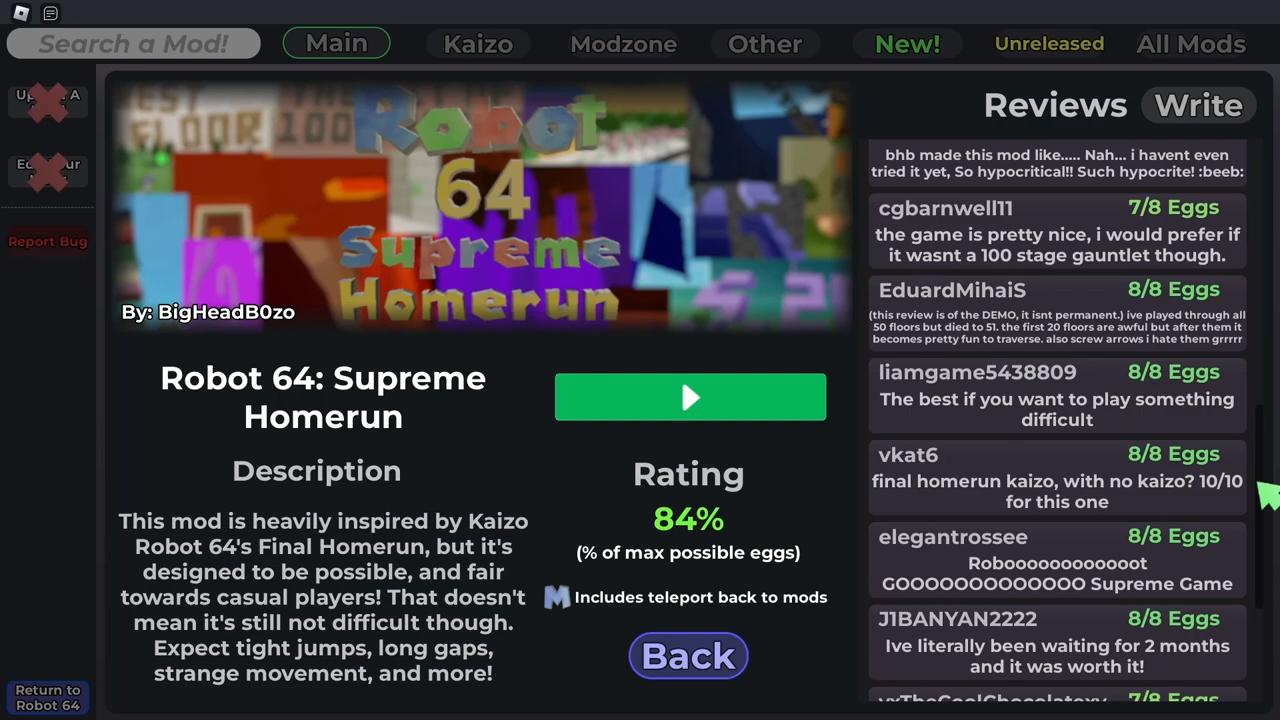 Search a Mod!
Main
Kaizo
Modzone
Other
New!
Unreleased
All Mods
Report Bug
Return to
Robot 64
Robot
64
Supreme
Homerun
By: BigHeadB0zo
Robot 64: Supreme
Homerun
Description
This mod is heavily inspired by Kaizo
Robot 64's Final Homerun, but it's
designed to be possible, and fair
towards casual players! That doesn't
mean it's still not difficult though.
Expect tight jumps, long gaps,
strange movement, and more!
Rating
84%
(% of max possible eggs)
M Includes teleport back to mods
Back
Reviews
Write
bhb made this mod like..... Nah... i havent even
tried it yet, So hypocritical!! Such hypocrite! :beeb:
cgbarnwell11 7/8 Eggs
the game is pretty nice, i would prefer if
it wasnt a 100 stage gauntlet though.
EduardMihaiS 8/8 Eggs
(this review is of the DEMO, it isnt permanent.) ive played through all
50 floors but died to 51. the first 20 floors are awful but after them it
becomes pretty fun to traverse. also screw arrows i hate them grrrrr
liamgame5438809 8/8 Eggs
The best if you want to play something
difficult
vkat6 8/8 Eggs
final homerun kaizo, with no kaizo? 10/10
for this one
elegantrossee 8/8 Eggs
Roboooooooooooot
GOOOOOOOOOOOOO Supreme Game
J1BANYAN2222 8/8 Eggs
Ive literally been waiting for 2 months
and it was worth it!
7/8 Eggs